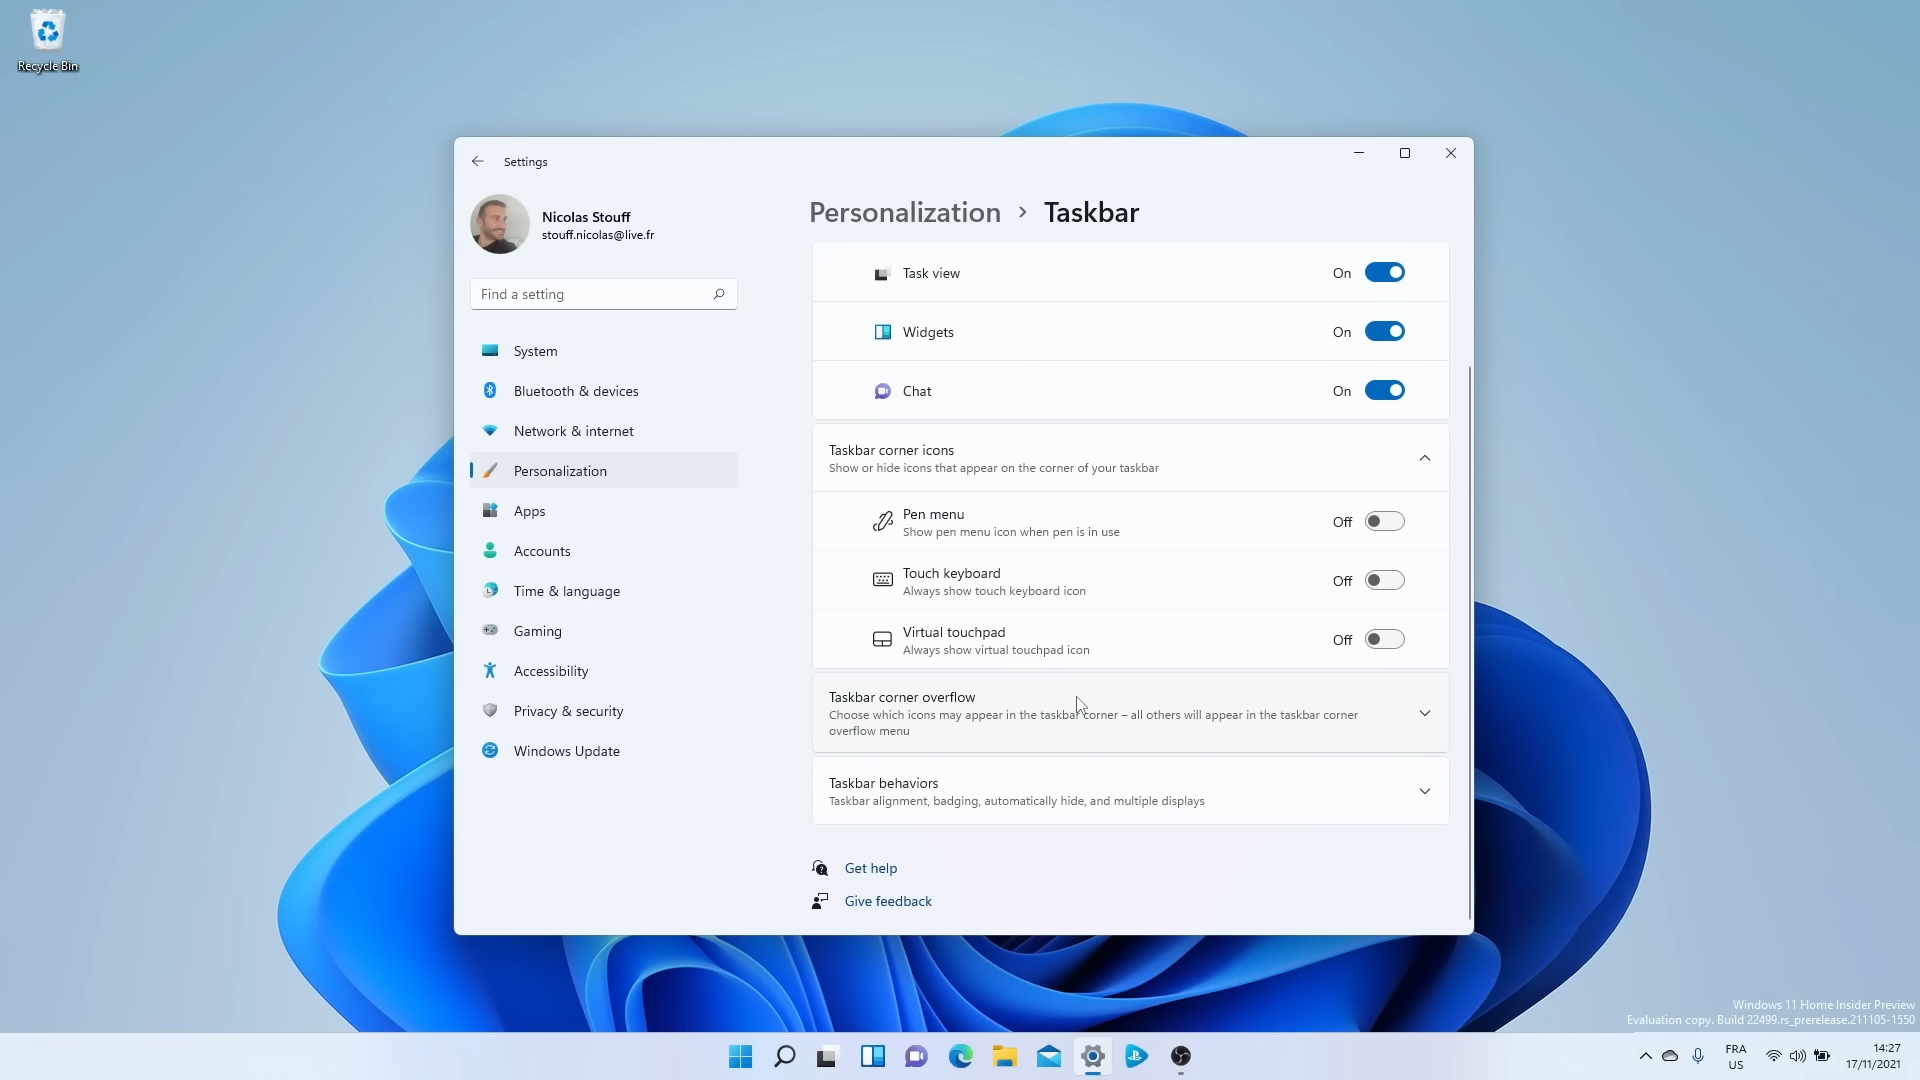 Recycle Bin
Settings
Nicolas Stouff
stouff.nicolas@live.fr
Find a setting
System
Bluetooth & devices
Network & internet
Personalization
Apps
Accounts
Time & language
Gaming
Accessibility
Privacy & security
Windows Update
Personalization > Taskbar
Task view On
Widgets On
Chat On
Taskbar corner icons
Show or hide icons that appear on the corner of your taskbar
Pen menu
Show pen menu icon when pen is in use
Off
Touch keyboard
Always show touch keyboard icon
Off
Virtual touchpad
Always show virtual touchpad icon
Off
Taskbar corner overflow
Choose which icons may appear in the taskbar corner – all others will appear in the taskbar corner
overflow menu
Taskbar behaviors
Taskbar alignment, badging, automatically hide, and multiple displays
Get help
Give feedback
Windows 11 Home Insider Preview
Evaluation copy. Build 22499.rs_prerelease.211105-1550
FRA
US
14:27
17/11/2021